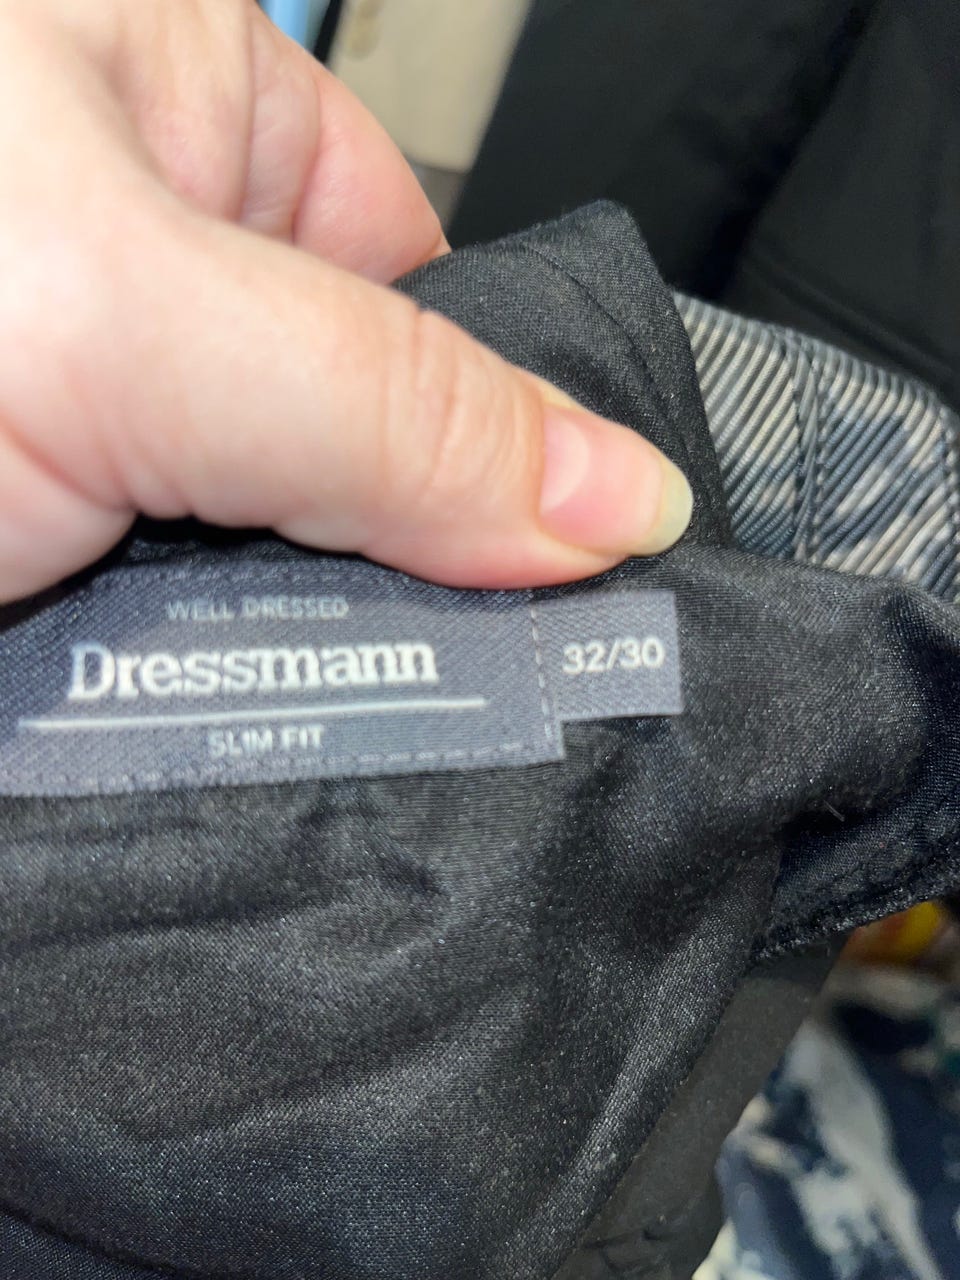 WELL DRESSED
Dressmann
SLIM FIT
32/30